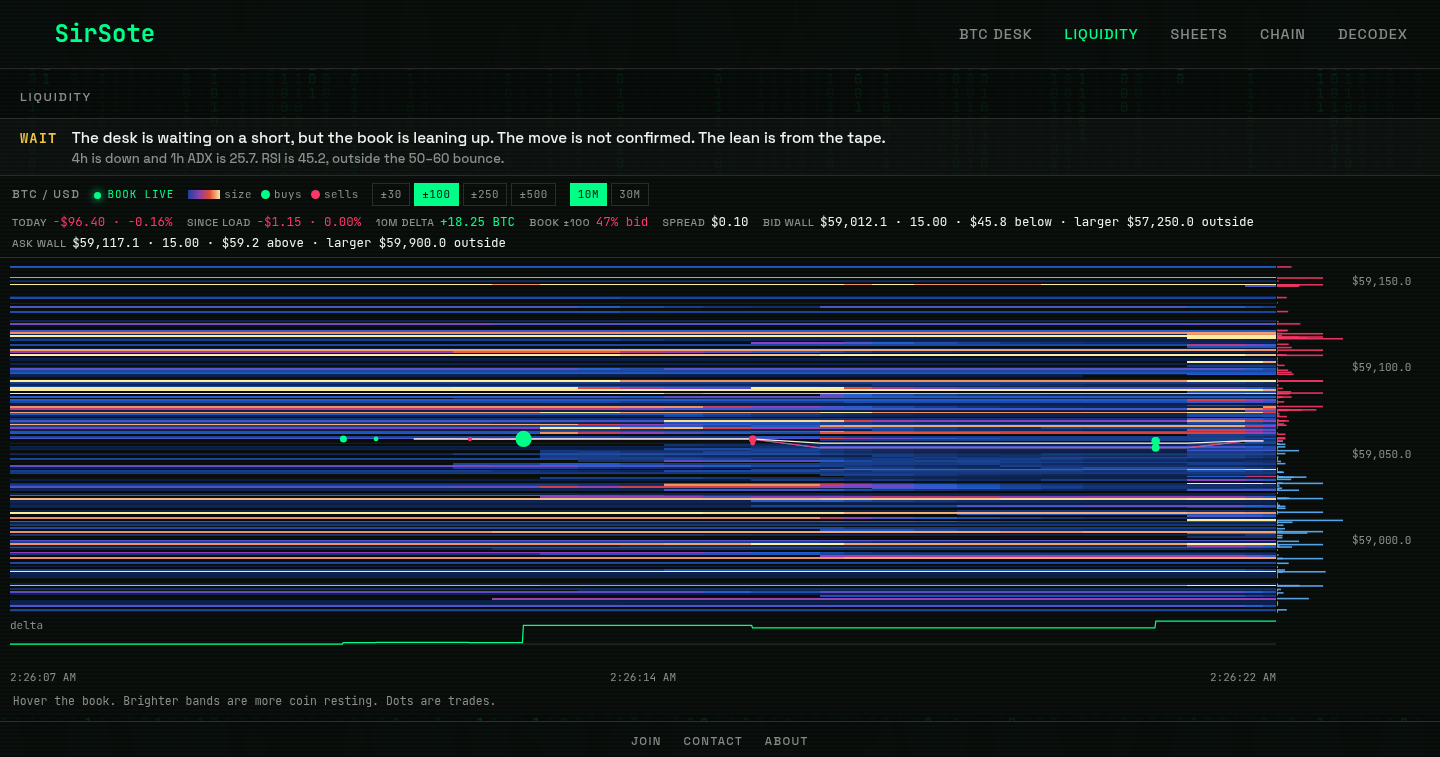 SirSote
BTC DESK LIQUIDITY SHEETS CHAIN DECODEX
LIQUIDITY
WAIT The desk is waiting on a short, but the book is leaning up. The move is not confirmed. The lean is from the tape.
4h is down and 1h ADX is 25.7. RSI is 45.2, outside the 50–60 bounce.
BTC / USD BOOK LIVE size buys sells ±30 ±100 ±250 ±500 10M 30M
TODAY -$96.40 · -0.16% SINCE LOAD -$1.15 · 0.00% 10M DELTA +18.25 BTC BOOK ±100 47% bid SPREAD $0.10 BID WALL $59,012.1 · 15.00 · $45.8 below · larger $57,250.0 outside
ASK WALL $59,117.1 · 15.00 · $59.2 above · larger $59,900.0 outside
$59,150.0
$59,100.0
$59,050.0
$59,000.0
delta
2:26:07 AM 2:26:14 AM 2:26:22 AM
Hover the book. Brighter bands are more coin resting. Dots are trades.
JOIN CONTACT ABOUT